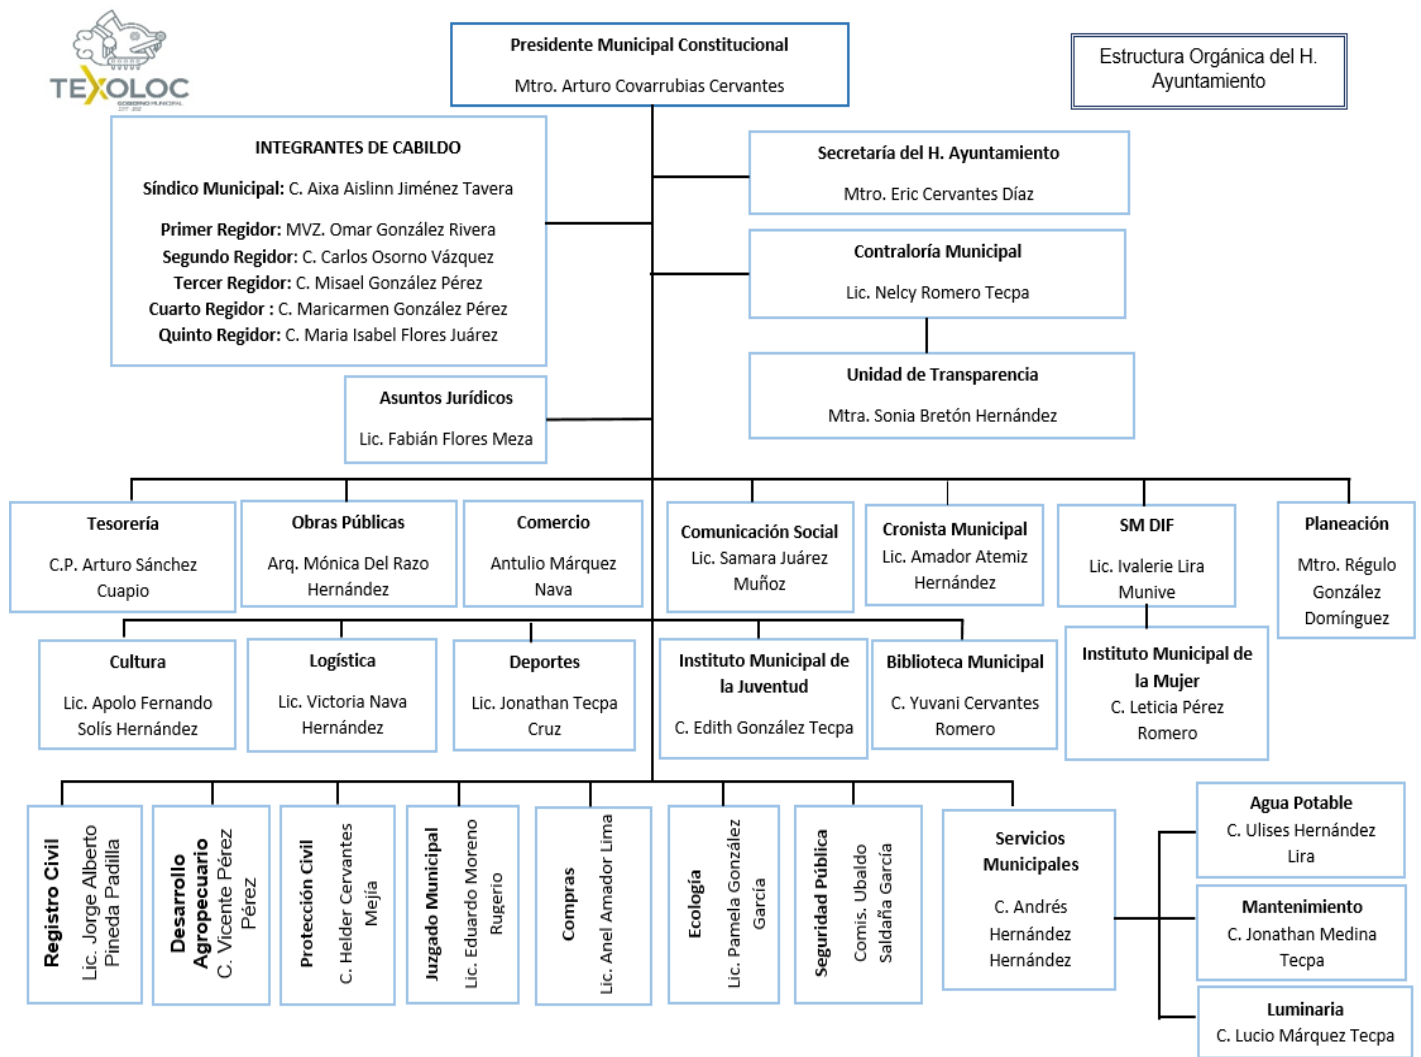 TEXOLOC
GOBIERNO MUNICIPAL
Presidente Municipal Constitucional
Mtro. Arturo Covarrubias Cervantes
Estructura Orgánica del H.
Ayuntamiento
INTEGRANTES DE CABILDO
Síndico Municipal: C. Aixa Aislinn Jiménez Tavera
Primer Regidor: MVZ. Omar González Rivera
Segundo Regidor: C. Carlos Osorno Vázquez
Tercer Regidor: C. Misael González Pérez
Cuarto Regidor : C. Maricarmen González Pérez
Quinto Regidor: C. Maria Isabel Flores Juárez
Secretaría del H. Ayuntamiento
Mtro. Eric Cervantes Díaz
Contraloría Municipal
Lic. Nelcy Romero Tecpa
Unidad de Transparencia
Mtra. Sonia Bretón Hernández
Asuntos Jurídicos
Lic. Fabián Flores Meza
Tesorería
C.P. Arturo Sánchez
Cuapio
Obras Públicas
Arq. Mónica Del Razo
Hernández
Comercio
Antulio Márquez
Nava
Comunicación Social
Lic. Samara Juárez
Muñoz
Cronista Municipal
Lic. Amador Atemiz
Hernández
SM DIF
Lic. Ivalerie Lira
Munive
Planeación
Mtro. Régulo
González
Domínguez
Cultura
Lic. Apolo Fernando
Solís Hernández
Logística
Lic. Victoria Nava
Hernández
Deportes
Lic. Jonathan Tecpa
Cruz
Instituto Municipal de
la Juventud
C. Edith González Tecpa
Biblioteca Municipal
C. Yuvani Cervantes
Romero
Instituto Municipal de
la Mujer
C. Leticia Pérez
Romero
Registro Civil
Lic. Jorge Alberto
Pineda Padilla
Desarrollo
Agropecuario
C. Vicente Pérez
Pérez
Protección Civil
C. Helder Cervantes
Mejía
Juzgado Municipal
Lic. Eduardo Moreno
Rugerio
Compras
Lic. Anel Amador Lima
Ecología
Lic. Pamela González
García
Seguridad Pública
Comis. Ubaldo
Saldaña García
Servicios
Municipales
C. Andrés
Hernández
Hernández
Agua Potable
C. Ulises Hernández
Lira
Mantenimiento
C. Jonathan Medina
Tecpa
Luminaria
C. Lucio Márquez Tecpa